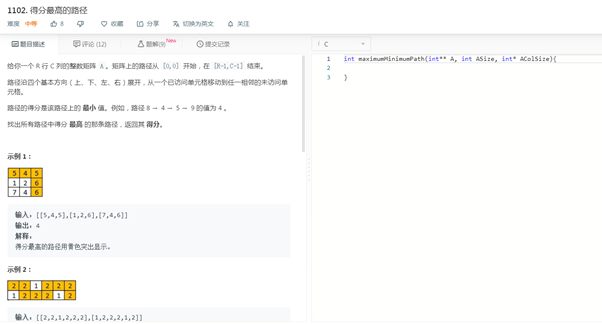 1102. 得分最高的路径
难度 中等 8 收藏 分享 切换为英文 关注
题目描述 评论 (12) 题解(9) New 提交记录 C
给你一个 R 行 C 列的整数矩阵 A。矩阵上的路径从 [0,0] 开始，在 [R-1,C-1] 结束。
路径沿四个基本方向（上、下、左、右）展开，从一个已访问单元格移动到任一相邻的未访问单
元格。
路径的得分是该路径上的 最小 值。例如，路径 8 → 4 → 5 → 9 的值为 4 。
找出所有路径中得分 最高 的那条路径，返回其 得分。
示例 1：
5 4 5
1 2 6
7 4 6
输入：[[5,4,5],[1,2,6],[7,4,6]]
输出：4
解释：
得分最高的路径用黄色突出显示。
示例 2：
2 2 1 2 2 2
1 2 2 2 1 2
输入：[[2,2,1,2,2,2],[1,2,2,2,1,2]]
1 int maximumMinimumPath(int** A, int ASize, int* AColSize){
2
3 }